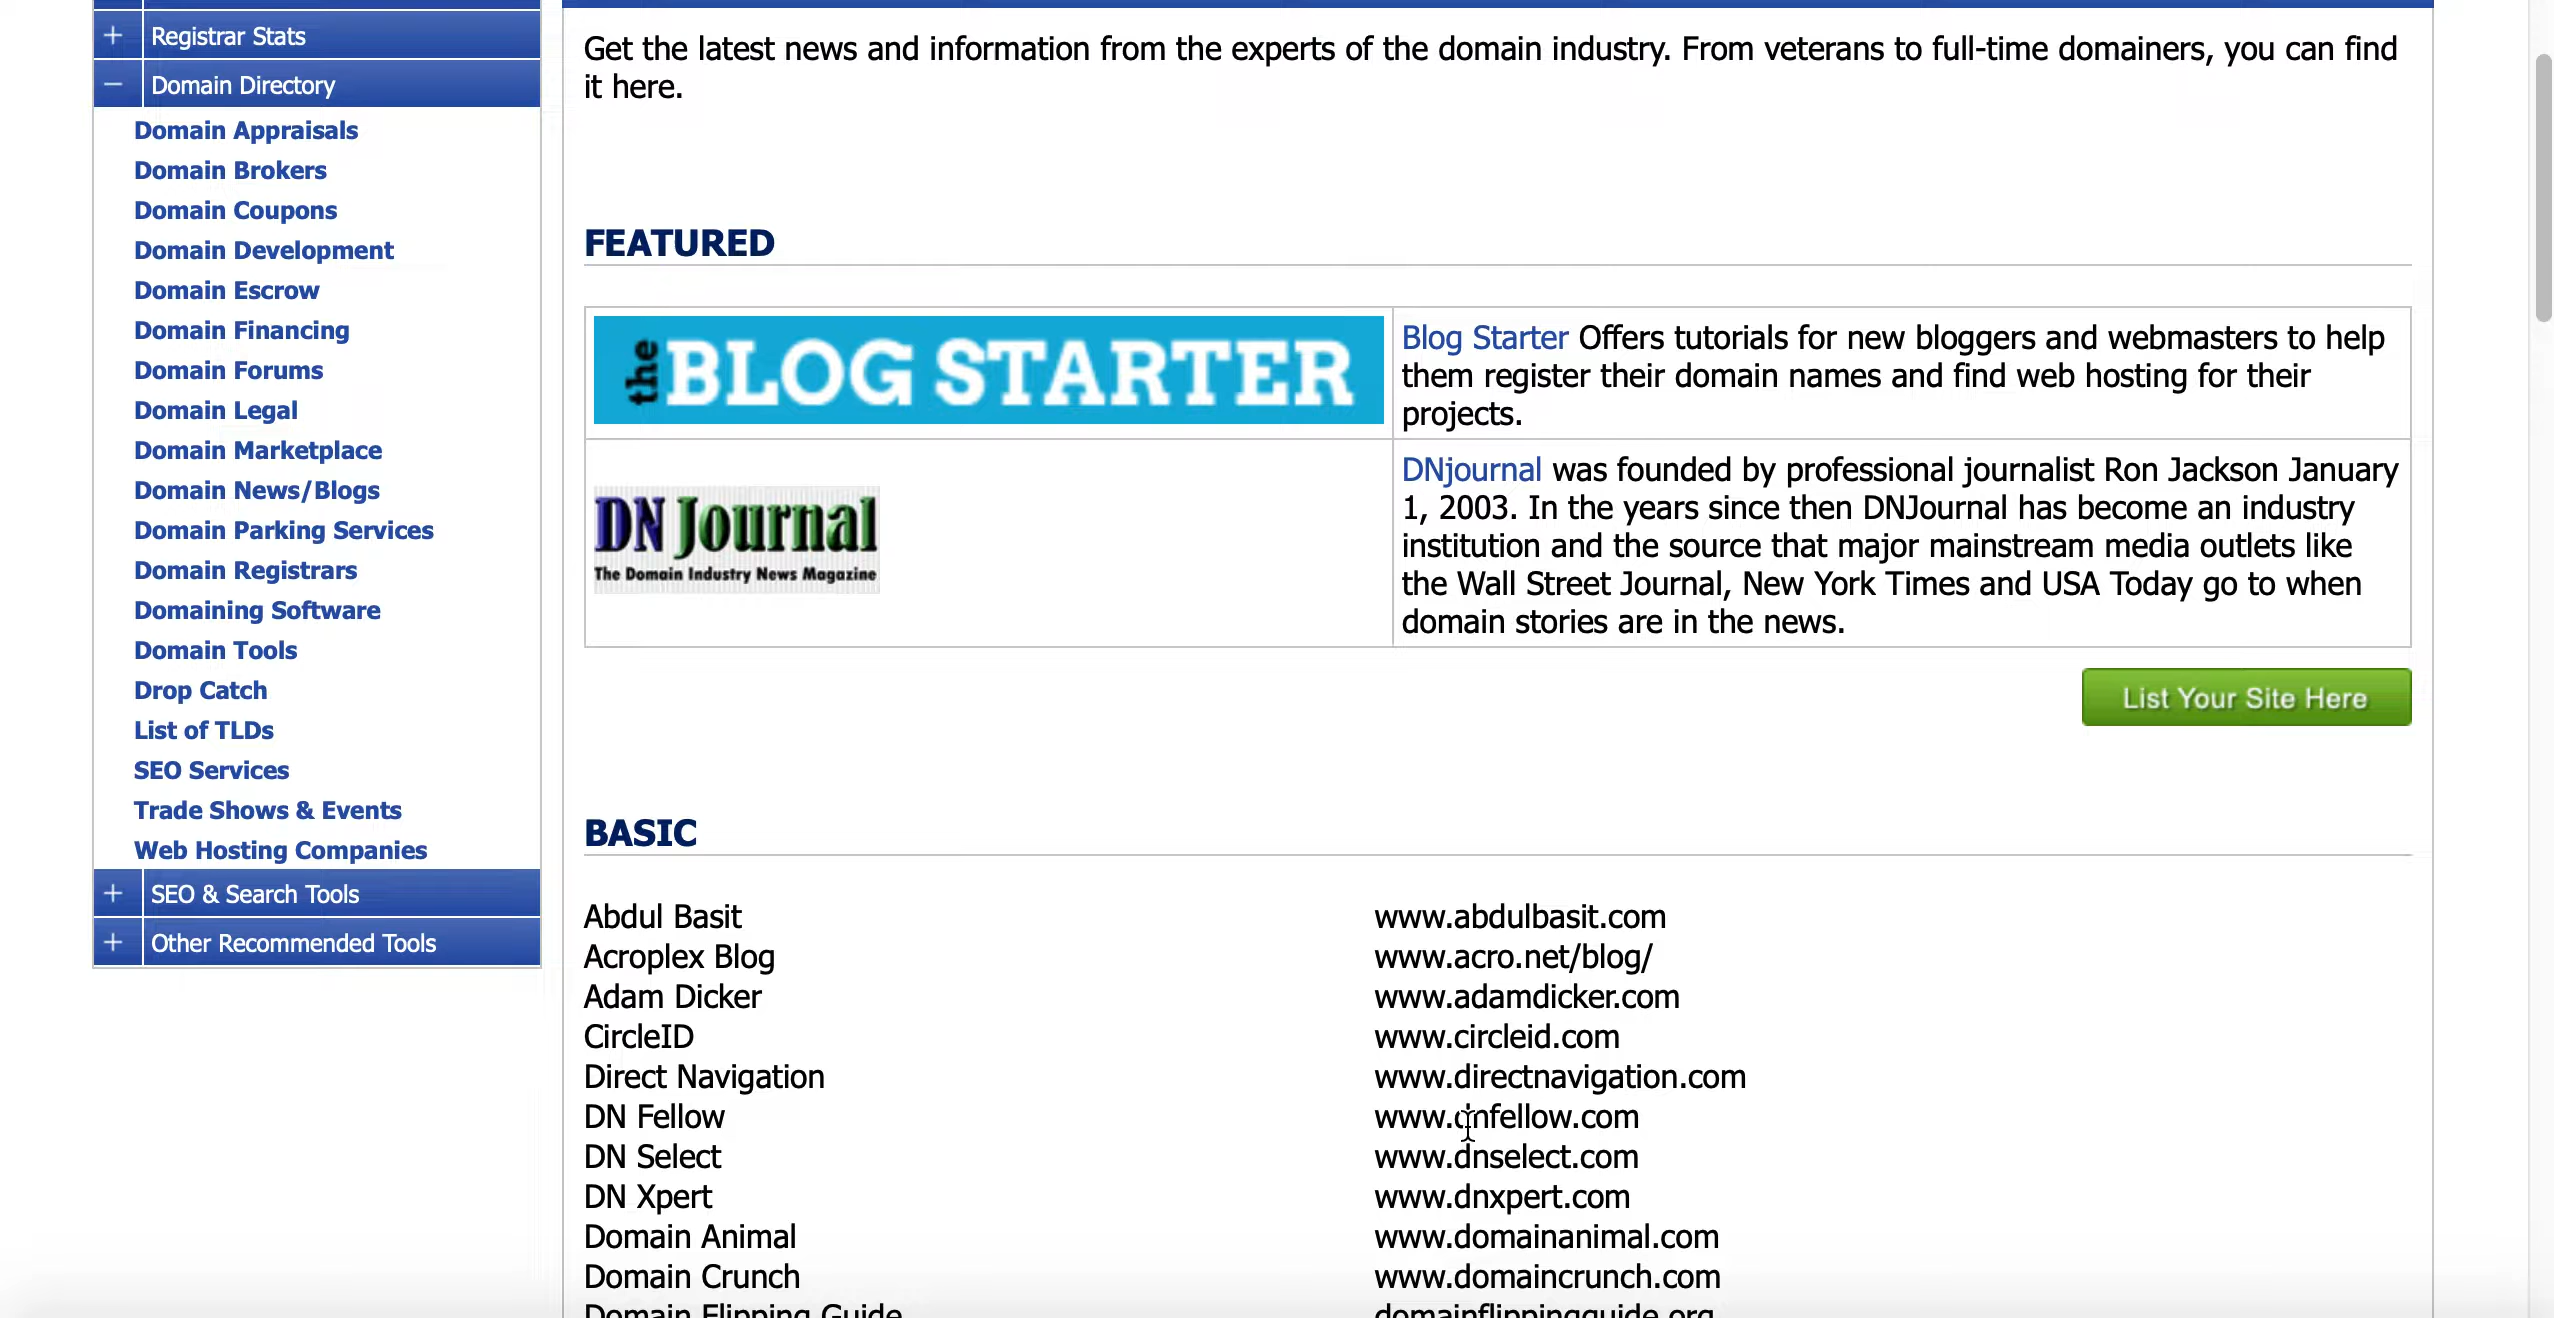 Registrar Stats
Domain Directory
Domain Appraisals
Domain Brokers
Domain Coupons
Domain Development
Domain Escrow
Domain Financing
Domain Forums
Domain Legal
Domain Marketplace
Domain News/Blogs
Domain Parking Services
Domain Registrars
Domaining Software
Domain Tools
Drop Catch
List of TLDs
SEO Services
Trade Shows & Events
Web Hosting Companies
SEO & Search Tools
Other Recommended Tools
Get the latest news and information from the experts of the domain industry. From veterans to full-time domainers, you can find
it here.
FEATURED
the BLOG STARTER
Blog Starter Offers tutorials for new bloggers and webmasters to help
them register their domain names and find web hosting for their
projects.
DN Journal
The Domain Industry News Magazine
DNjournal was founded by professional journalist Ron Jackson January
1, 2003. In the years since then DNJournal has become an industry
institution and the source that major mainstream media outlets like
the Wall Street Journal, New York Times and USA Today go to when
domain stories are in the news.
List Your Site Here
BASIC
Abdul Basit www.abdulbasit.com
Acroplex Blog www.acro.net/blog/
Adam Dicker www.adamdicker.com
CircleID www.circleid.com
Direct Navigation www.directnavigation.com
DN Fellow www.dnfellow.com
DN Select www.dnselect.com
DN Xpert www.dnxpert.com
Domain Animal www.domainanimal.com
Domain Crunch www.domaincrunch.com
Domain Flipping Guide domainflippingguide.org